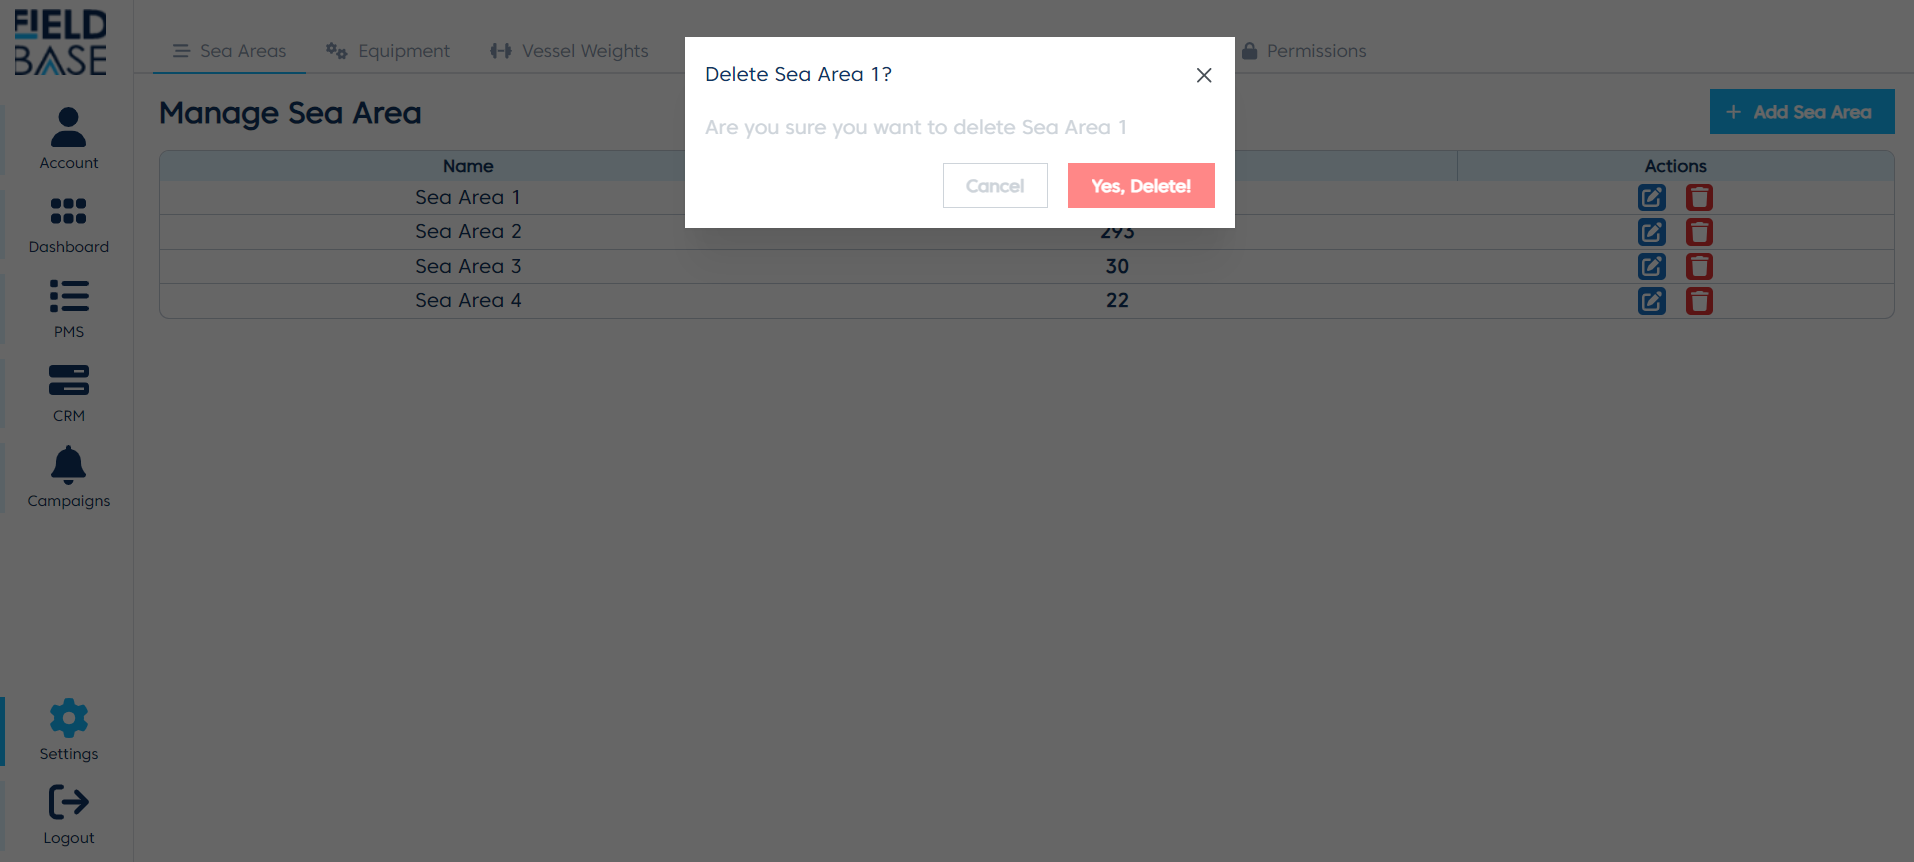 FIELD
BASE
Account
Dashboard
PMS
CRM
Campaigns
Settings
Logout
Sea Areas
Equipment
Vessel Weights
Permissions
Manage Sea Area
+ Add Sea Area
Name
Actions
Sea Area 1
Sea Area 2
293
Sea Area 3
30
Sea Area 4
22
Delete Sea Area 1?
Are you sure you want to delete Sea Area 1
Cancel
Yes, Delete!